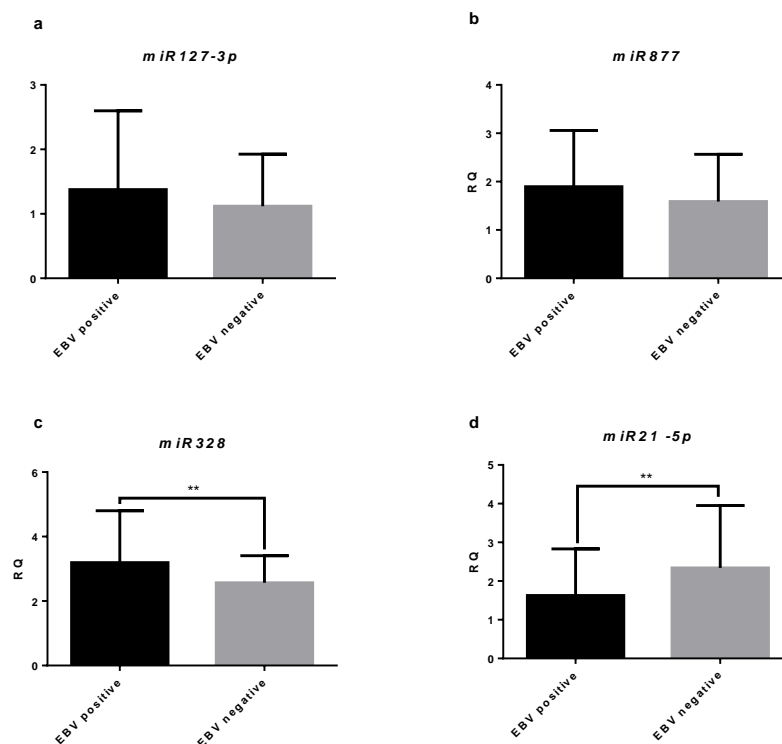 a
miR127-3p
3
2
1
0
EBV positive
EBV negative
b
miR877
RQ
4
3
2
1
0
EBV positive
EBV negative
c
miR328
RQ
6
4
2
0
**
EBV positive
EBV negative
d
miR21 -5p
RQ
5
4
3
2
1
0
**
EBV positive
EBV negative